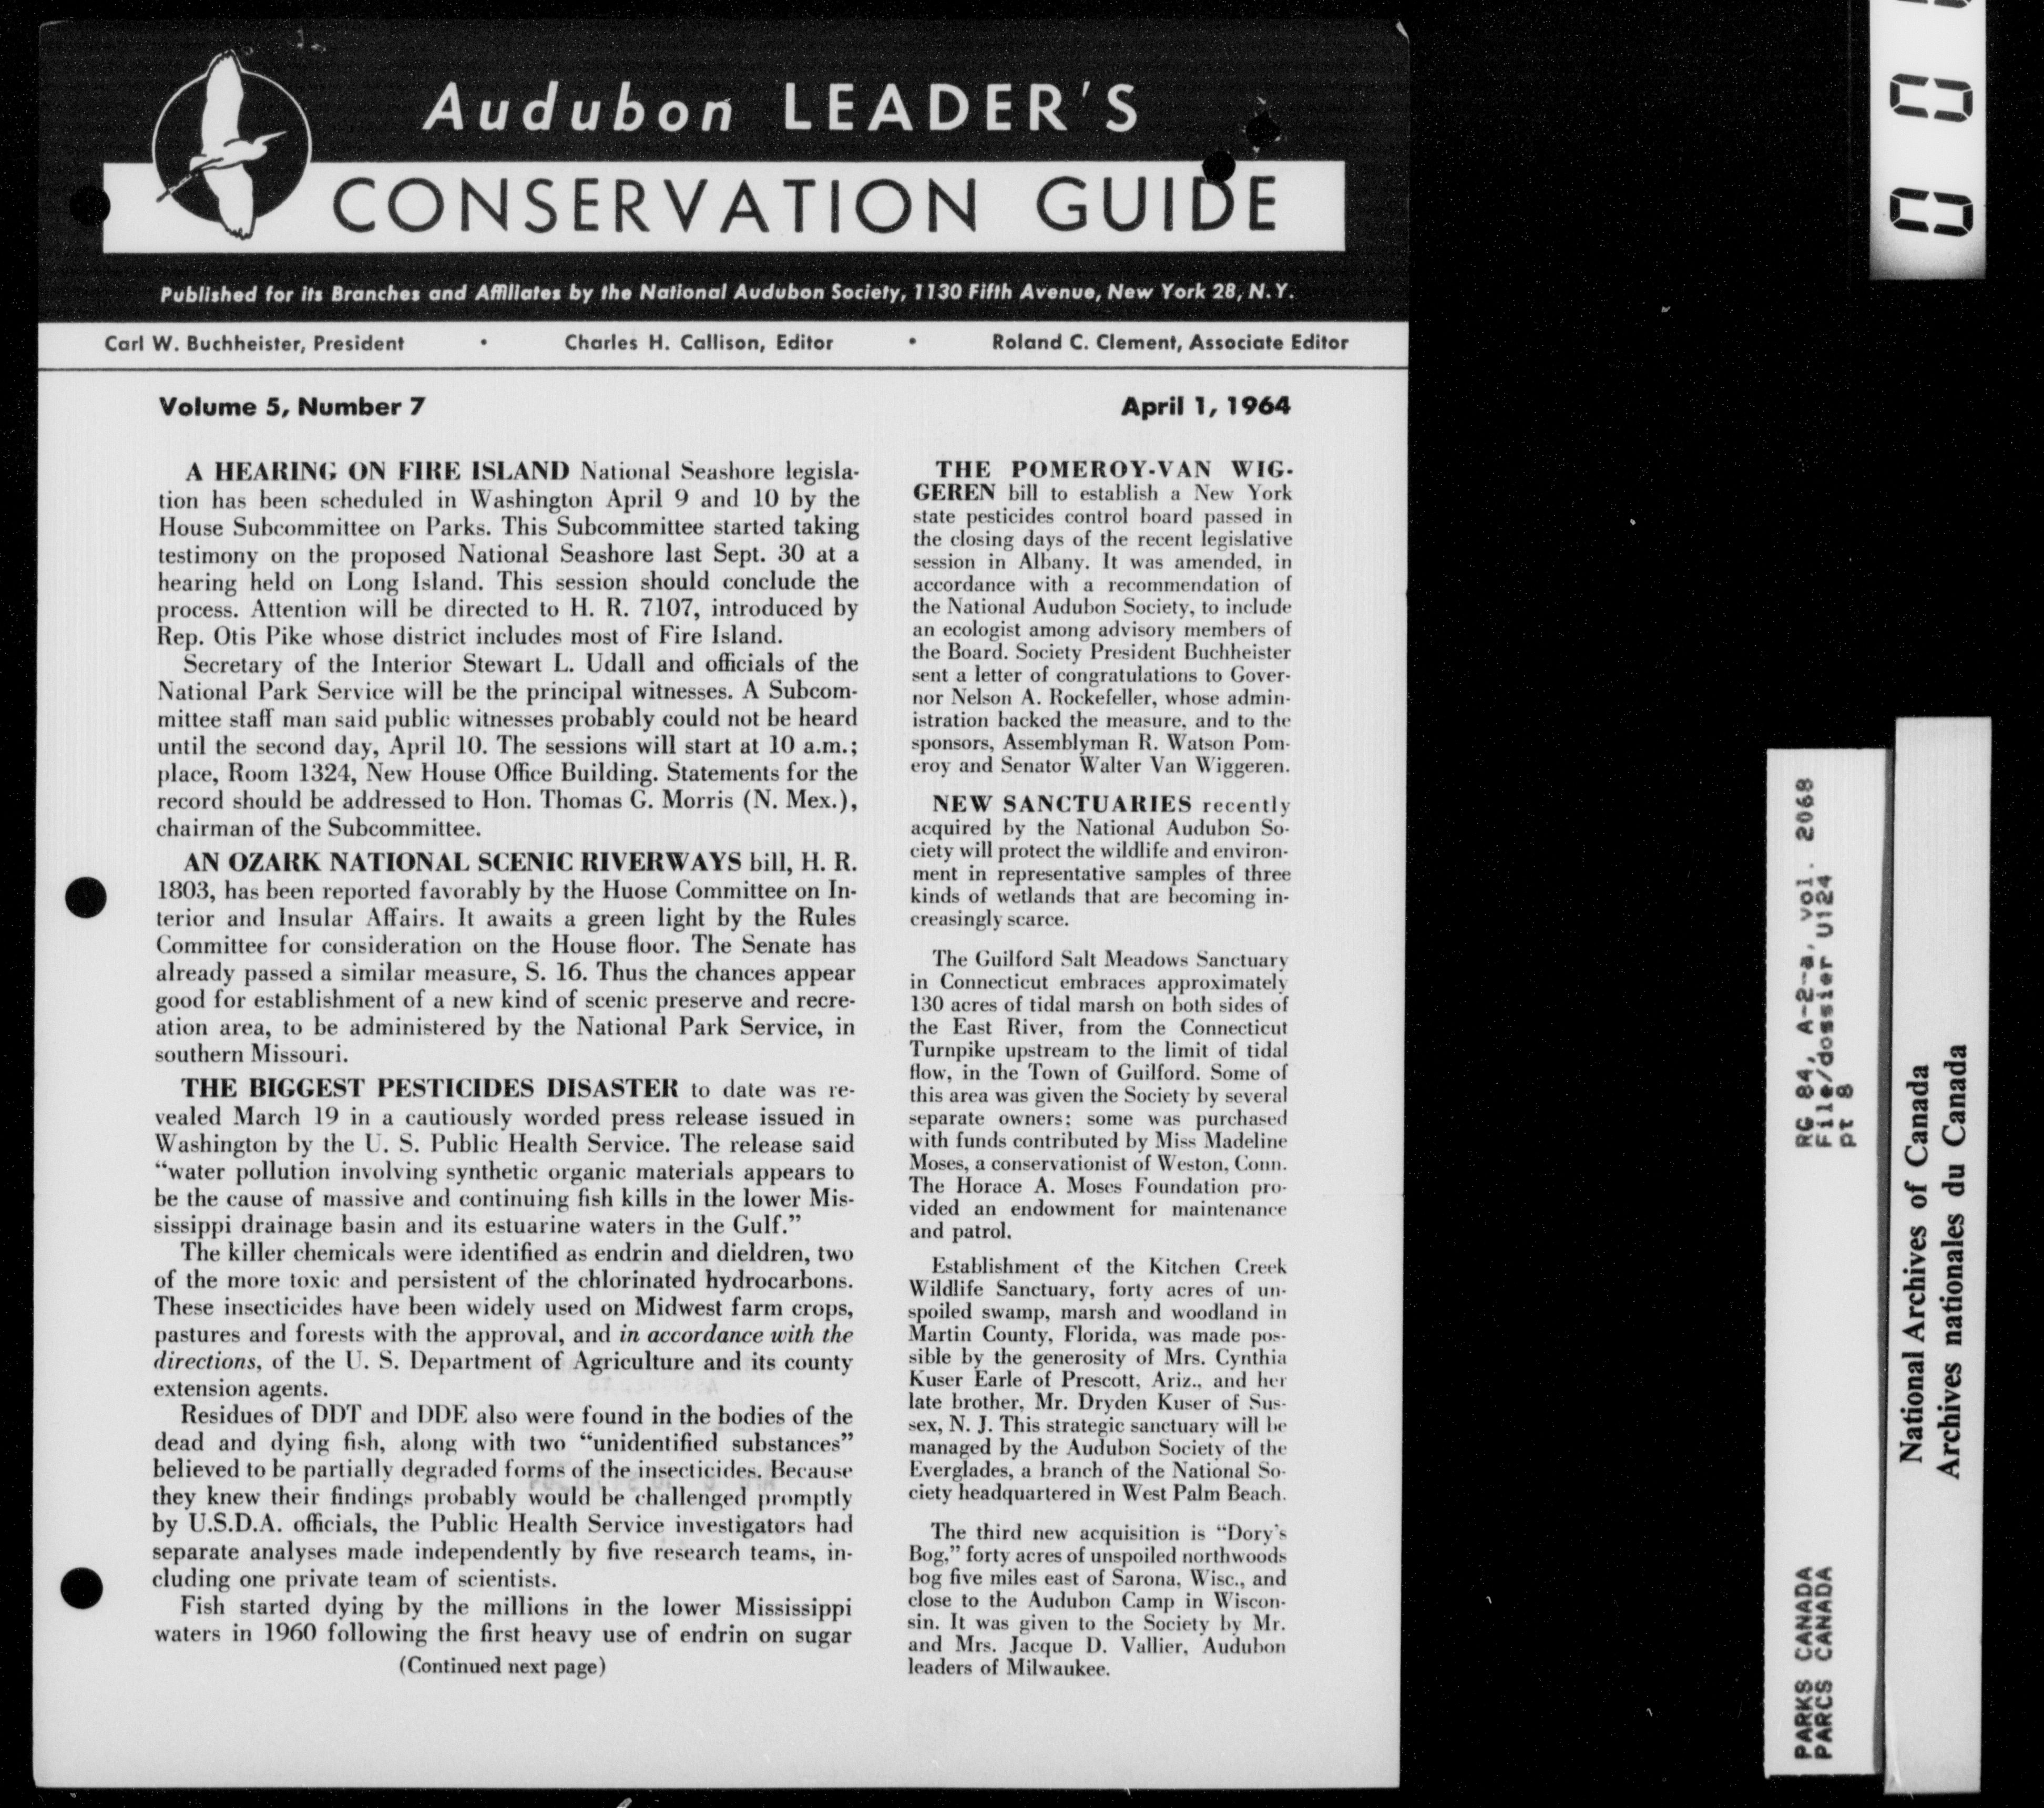 Audubon LEADER'S
CONSERVATION GUIDE
Published for its Branches and Affiliates by the National Audubon Society, 1130 Fifth Avenue, New York 28, N.Y.
Carl W. Buchheister, President • Charles H. Callison, Editor • Roland C. Clement, Associate Editor
Volume 5, Number 7
April 1, 1964
A HEARING ON FIRE ISLAND National Seashore legisla-
tion has been scheduled in Washington April 9 and 10 by the
House Subcommittee on Parks. This Subcommittee started taking
testimony on the proposed National Seashore last Sept. 30 at a
hearing held on Long Island. This session should conclude the
process. Attention will be directed to H. R. 7107, introduced by
Rep. Otis Pike whose district includes most of Fire Island.
Secretary of the Interior Stewart L. Udall and officials of the
National Park Service will be the principal witnesses. A Subcom-
mittee staff man said public witnesses probably could not be heard
until the second day, April 10. The sessions will start at 10 a.m.;
place, Room 1324, New House Office Building. Statements for the
record should be addressed to Hon. Thomas G. Morris (N. Mex.),
chairman of the Subcommittee.
AN OZARK NATIONAL SCENIC RIVERWAYS bill, H. R.
1803, has been reported favorably by the Huose Committee on In-
terior and Insular Affairs. It awaits a green light by the Rules
Committee for consideration on the House floor. The Senate has
already passed a similar measure, S. 16. Thus the chances appear
good for establishment of a new kind of scenic preserve and recre-
ation area, to be administered by the National Park Service, in
southern Missouri.
THE BIGGEST PESTICIDES DISASTER to date was re-
vealed March 19 in a cautiously worded press release issued in
Washington by the U. S. Public Health Service. The release said
"water pollution involving synthetic organic materials appears to
be the cause of massive and continuing fish kills in the lower Mis-
sissippi drainage basin and its estuarine waters in the Gulf."
The killer chemicals were identified as endrin and dieldren, two
of the more toxic and persistent of the chlorinated hydrocarbons.
These insecticides have been widely used on Midwest farm crops,
pastures and forests with the approval, and in accordance with the
directions, of the U. S. Department of Agriculture and its county
extension agents.
Residues of DDT and DDE also were found in the bodies of the
dead and dying fish, along with two "unidentified substances"
believed to be partially degraded forms of the insecticides. Because
they knew their findings probably would be challenged promptly
by U.S.D.A. officials, the Public Health Service investigators had
separate analyses made independently by five research teams, in-
cluding one private team of scientists.
Fish started dying by the millions in the lower Mississippi
waters in 1960 following the first heavy use of endrin on sugar
(Continued next page)
THE POMEROY-VAN WIG-
GEREN bill to establish a New York
state pesticides control board passed in
the closing days of the recent legislative
session in Albany. It was amended, in
accordance with a recommendation of
the National Audubon Society, to include
an ecologist among advisory members of
the Board. Society President Buchheister
sent a letter of congratulations to Gover-
nor Nelson A. Rockefeller, whose admin-
istration backed the measure, and to the
sponsors, Assemblyman R. Watson Pom-
eroy and Senator Walter Van Wiggeren.
NEW SANCTUARIES recently
acquired by the National Audubon So-
ciety will protect the wildlife and environ-
ment in representative samples of three
kinds of wetlands that are becoming in-
creasingly scarce.
The Guilford Salt Meadows Sanctuary
in Connecticut embraces approximately
130 acres of tidal marsh on both sides of
the East River, from the Connecticut
Turnpike upstream to the limit of tidal
flow, in the Town of Guilford. Some of
this area was given the Society by several
separate owners; some was purchased
with funds contributed by Miss Madeline
Moses, a conservationist of Weston, Conn.
The Horace A. Moses Foundation pro-
vided an endowment for maintenance
and patrol.
Establishment of the Kitchen Creek
Wildlife Sanctuary, forty acres of un-
spoiled swamp, marsh and woodland in
Martin County, Florida, was made pos-
sible by the generosity of Mrs. Cynthia
Kuser Earle of Prescott, Ariz., and her
late brother, Mr. Dryden Kuser of Sus-
sex, N. J. This strategic sanctuary will be
managed by the Audubon Society of the
Everglades, a branch of the National So-
ciety headquartered in West Palm Beach.
The third new acquisition is "Dory's
Bog," forty acres of unspoiled northwoods
bog five miles east of Sarona, Wisc., and
close to the Audubon Camp in Wiscon-
sin. It was given to the Society by Mr.
and Mrs. Jacque D. Vallier, Audubon
leaders of Milwaukee.
PARKS CANADA RG 84, A-2-a, vol. 2068
PARCS CANADA File/dossier U124
pt 8
National Archives of Canada
Archives nationales du Canada